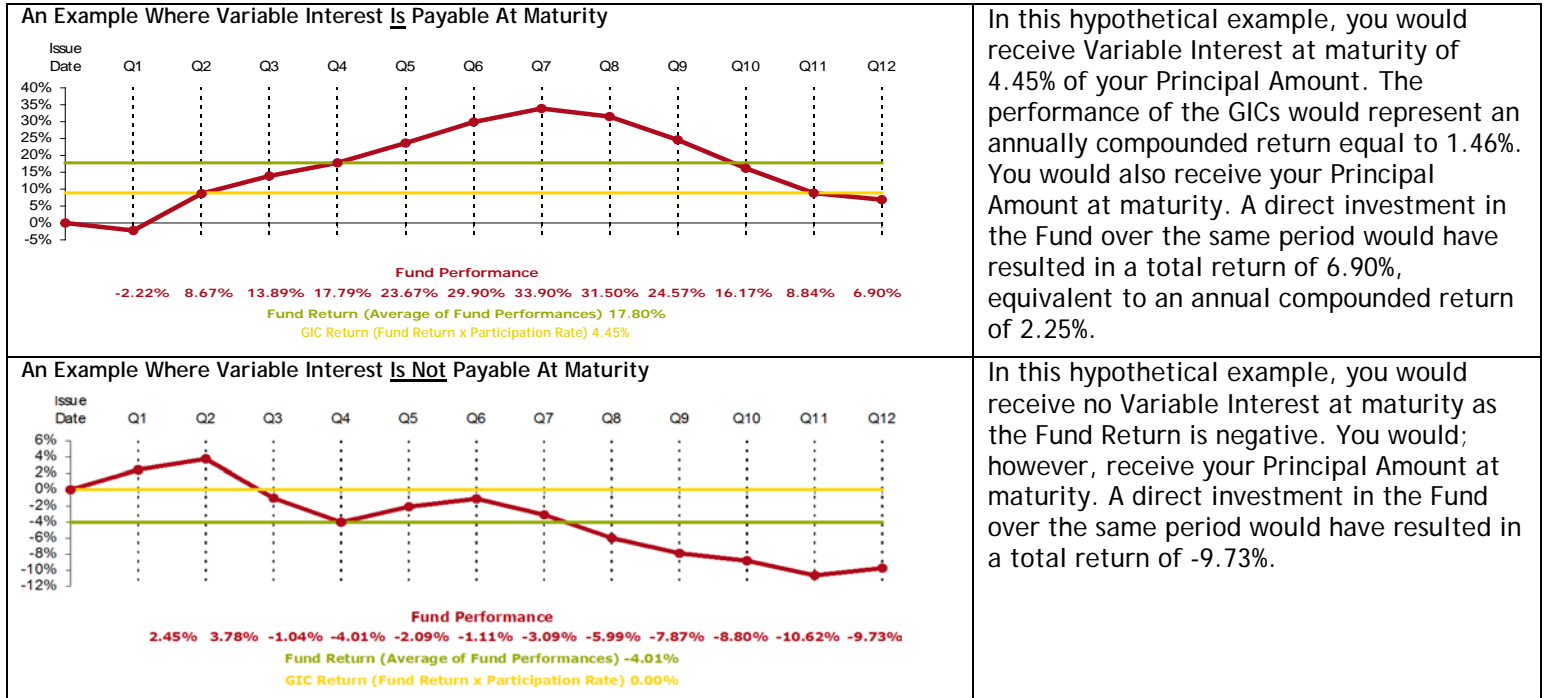 An Example Where Variable Interest Is Payable At Maturity
Issue
Date Q1 Q2 Q3 Q4 Q5 Q6 Q7 Q8 Q9 Q10 Q11 Q12
40%
35%
30%
25%
20%
15%
10%
5%
0%
-5%
Fund Performance
-2.22% 8.67% 13.89% 17.79% 23.67% 29.90% 33.90% 31.50% 24.57% 16.17% 8.84% 6.90%
Fund Return (Average of Fund Performances) 17.80%
GIC Return (Fund Return x Participation Rate) 4.45%
In this hypothetical example, you would
receive Variable Interest at maturity of
4.45% of your Principal Amount. The
performance of the GICs would represent an
annually compounded return equal to 1.46%.
You would also receive your Principal
Amount at maturity. A direct investment in
the Fund over the same period would have
resulted in a total return of 6.90%,
equivalent to an annual compounded return
of 2.25%.
An Example Where Variable Interest Is Not Payable At Maturity
Issue
Date Q1 Q2 Q3 Q4 Q5 Q6 Q7 Q8 Q9 Q10 Q11 Q12
6%
4%
2%
0%
-2%
-4%
-6%
-8%
-10%
-12%
Fund Performance
2.45% 3.78% -1.04% -4.01% -2.09% -1.11% -3.09% -5.99% -7.87% -8.80% -10.62% -9.73%
Fund Return (Average of Fund Performances) -4.01%
GIC Return (Fund Return x Participation Rate) 0.00%
In this hypothetical example, you would
receive no Variable Interest at maturity as
the Fund Return is negative. You would;
however, receive your Principal Amount at
maturity. A direct investment in the Fund
over the same period would have resulted in
a total return of -9.73%.